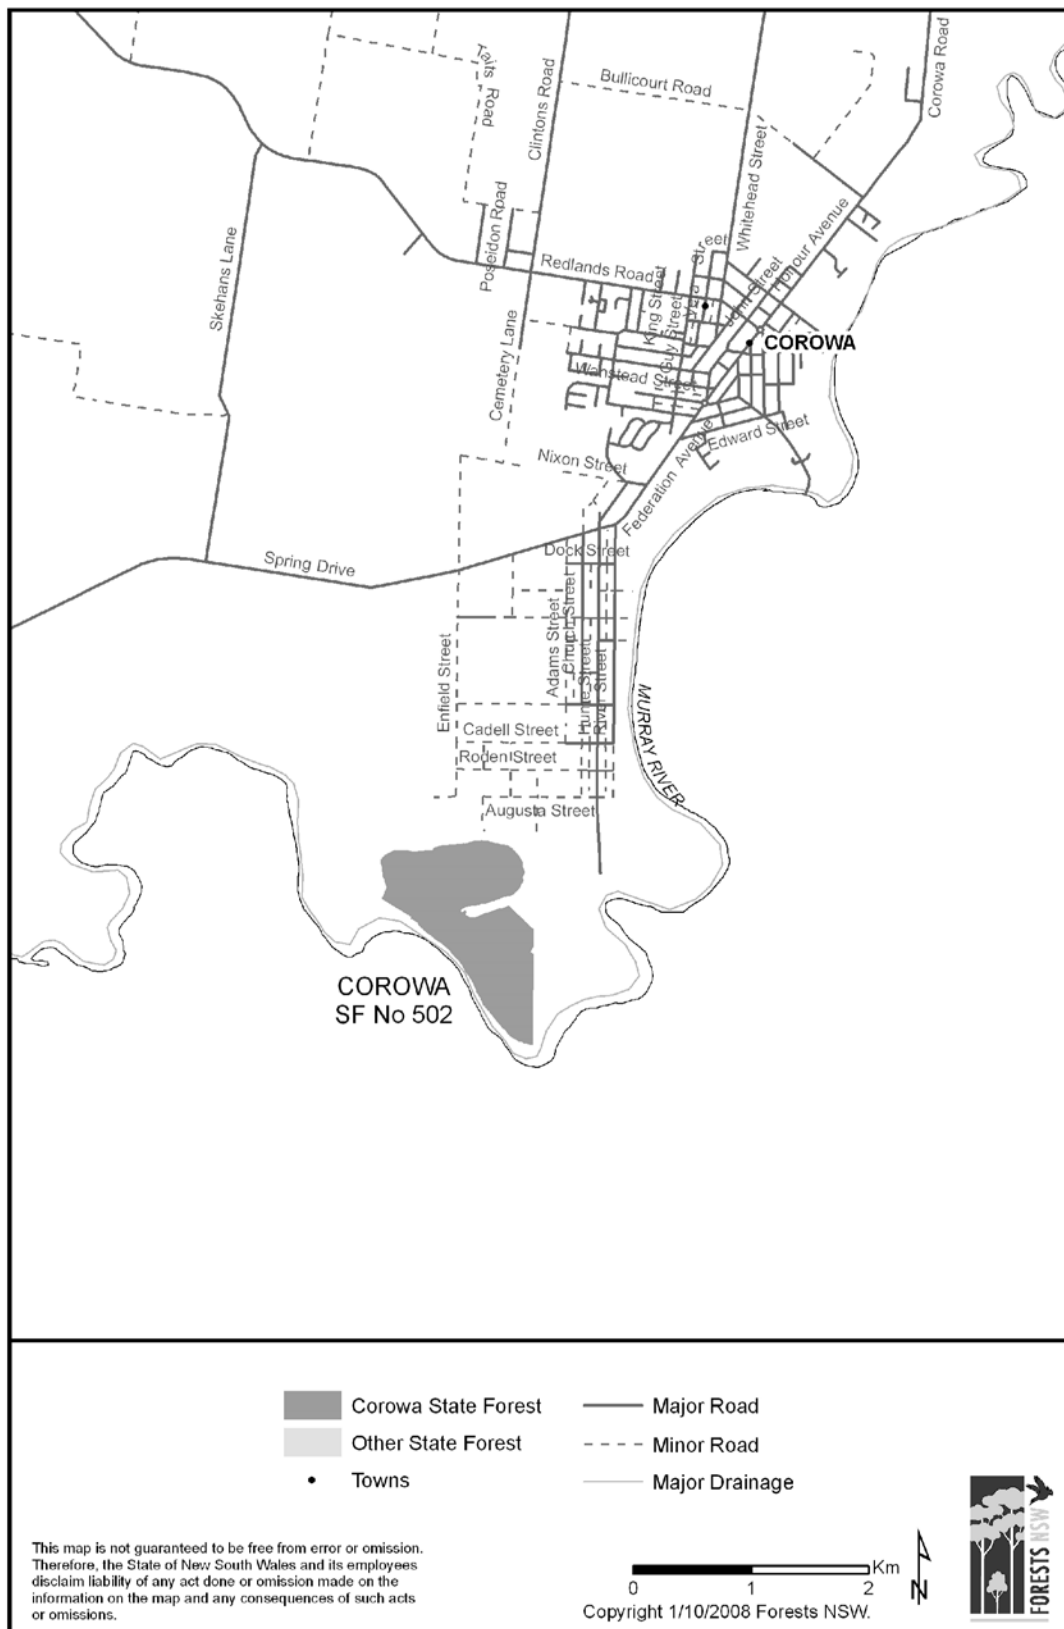 Corowa Road
Taits Road
Clintons Road
Bullicourt Road
Whitehead Street
Poseidon Road
Honour Avenue
Skehans Lane
Redlands Road
Street
King Street
Guy Street
John Street
COROWA
Cemetery Lane
Wanstead Street
Edward Street
Nixon Street
Federation Avenue
Dock Street
Spring Drive
Adams Street
Church Street
Hume Street
River Street
Enfield Street
Cadell Street
MURRAY RIVER
Roden Street
Augusta Street
COROWA
SF No 502
Corowa State Forest
Other State Forest
Towns
Major Road
Minor Road
Major Drainage
This map is not guaranteed to be free from error or omission.
Therefore, the State of New South Wales and its employees
disclaim liability of any act done or omission made on the
information on the map and any consequences of such acts
or omissions.
Km
0 1 2
Copyright 1/10/2008 Forests NSW.
N
FORESTS NSW